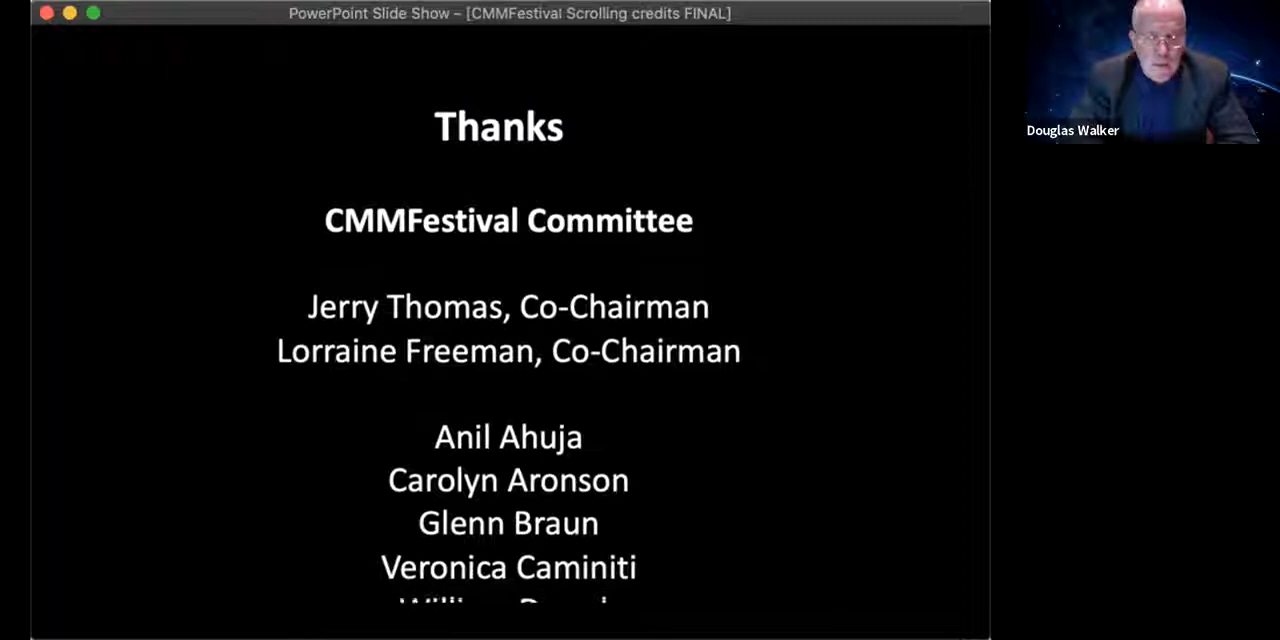 PowerPoint Slide Show – [CMMFestival Scrolling credits FINAL]
Thanks
CMMFestival Committee
Jerry Thomas, Co-Chairman
Lorraine Freeman, Co-Chairman
Anil Ahuja
Carolyn Aronson
Glenn Braun
Veronica Caminiti
Douglas Walker